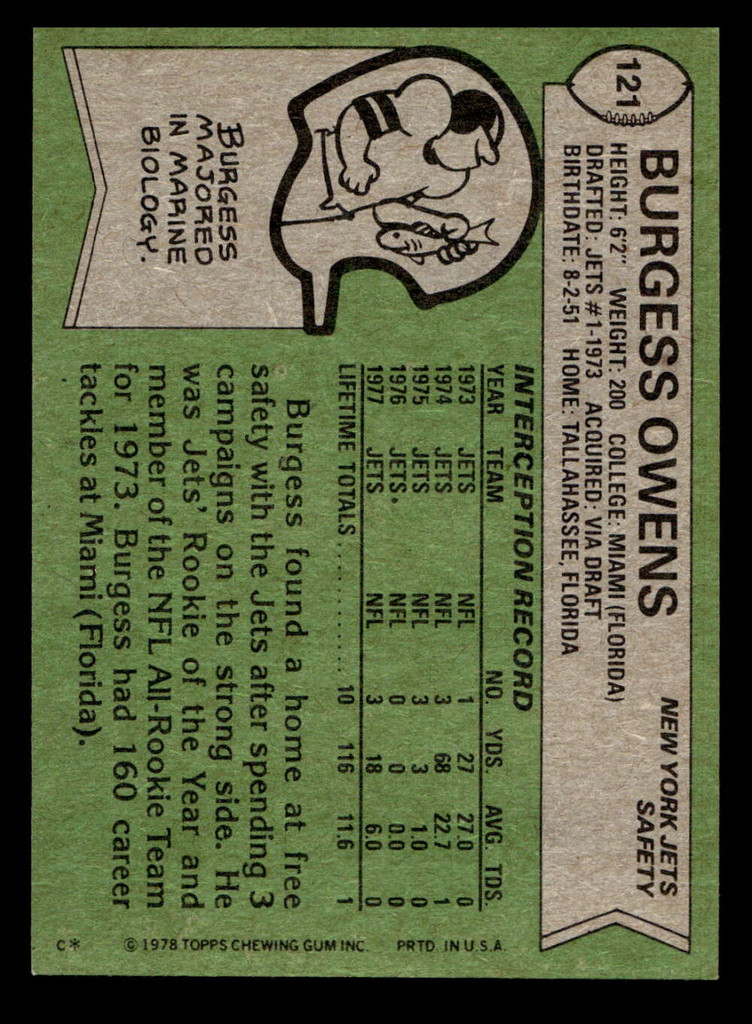 121
BURGESS OWENS
NEW YORK JETS
SAFETY
HEIGHT: 6'2" WEIGHT: 200 COLLEGE: MIAMI (FLORIDA)
DRAFTED: JETS #1-1973 ACQUIRED: VIA DRAFT
BIRTHDATE: 8-2-51 HOME: TALLAHASSEE, FLORIDA
BURGESS
MAJORED
IN MARINE
BIOLOGY.
INTERCEPTION RECORD
YEAR TEAM NO. YDS. AVG. TDS.
1973 JETS NFL 1 27 27.0 0
1974 JETS NFL 3 68 22.7 1
1975 JETS NFL 3 3 1.0 0
1976 JETS NFL 0 0 0.0 0
1977 JETS NFL 3 18 6.0 0
LIFETIME TOTALS .......... 10 116 11.6 1
Burgess found a home at free
safety with the Jets after spending 3
campaigns on the strong side. He
was Jets' Rookie of the Year and
member of the NFL All-Rookie Team
for 1973. Burgess had 160 career
tackles at Miami (Florida).
C* © 1978 TOPPS CHEWING GUM INC. PRTD. IN U.S.A.